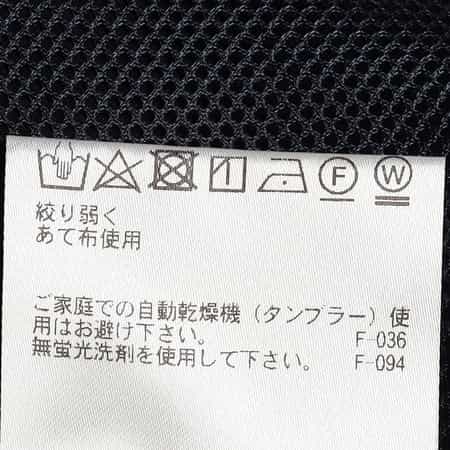 F W
絞り弱く
あて布使用
ご家庭での自動乾燥機（タンブラー）使
用はお避け下さい。 F-036
無蛍光洗剤を使用して下さい。 F-094